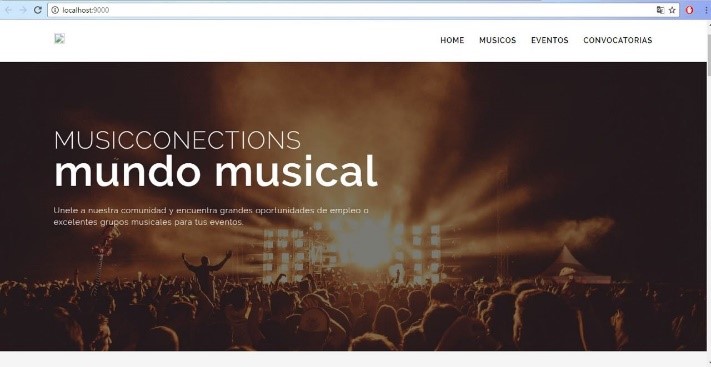 localhost:9000
HOME MUSICOS EVENTOS CONVOCATORIAS
MUSICCONECTIONS
mundo musical
Unete a nuestra comunidad y encuentra grandes oportunidades de empleo o
excelentes grupos musicales para tus eventos.